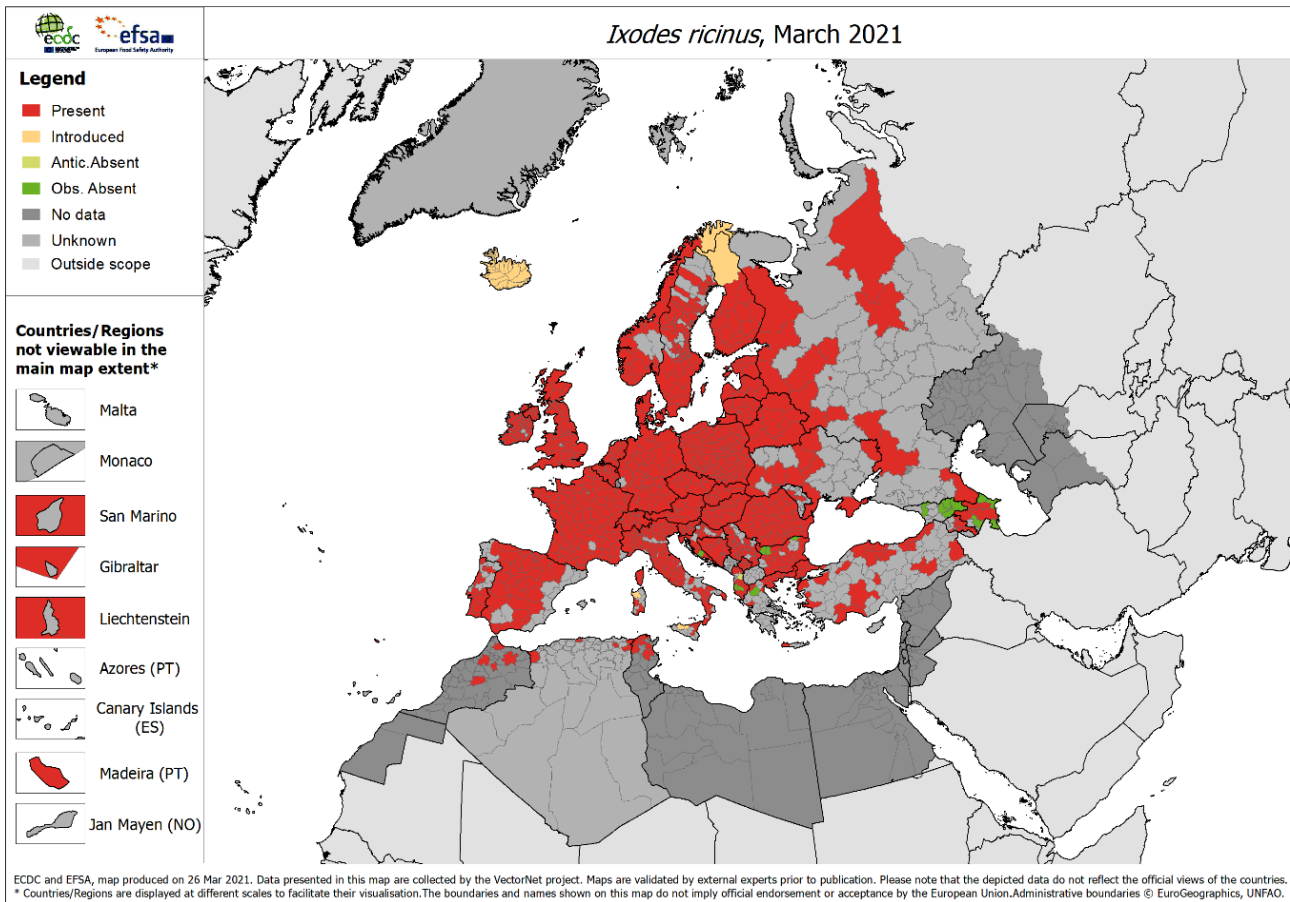 ecdc
efsa
European Food Safety Authority
Ixodes ricinus, March 2021
Legend
Present
Introduced
Antic.Absent
Obs. Absent
No data
Unknown
Outside scope
Countries/Regions
not viewable in the
main map extent*
Malta
Monaco
San Marino
Gibraltar
Liechtenstein
Azores (PT)
Canary Islands
(ES)
Madeira (PT)
Jan Mayen (NO)
ECDC and EFSA, map produced on 26 Mar 2021. Data presented in this map are collected by the VectorNet project. Maps are validated by external experts prior to publication. Please note that the depicted data do not reflect the official views of the countries.
* Countries/Regions are displayed at different scales to facilitate their visualisation.The boundaries and names shown on this map do not imply official endorsement or acceptance by the European Union.Administrative boundaries © EuroGeographics, UNFAO.